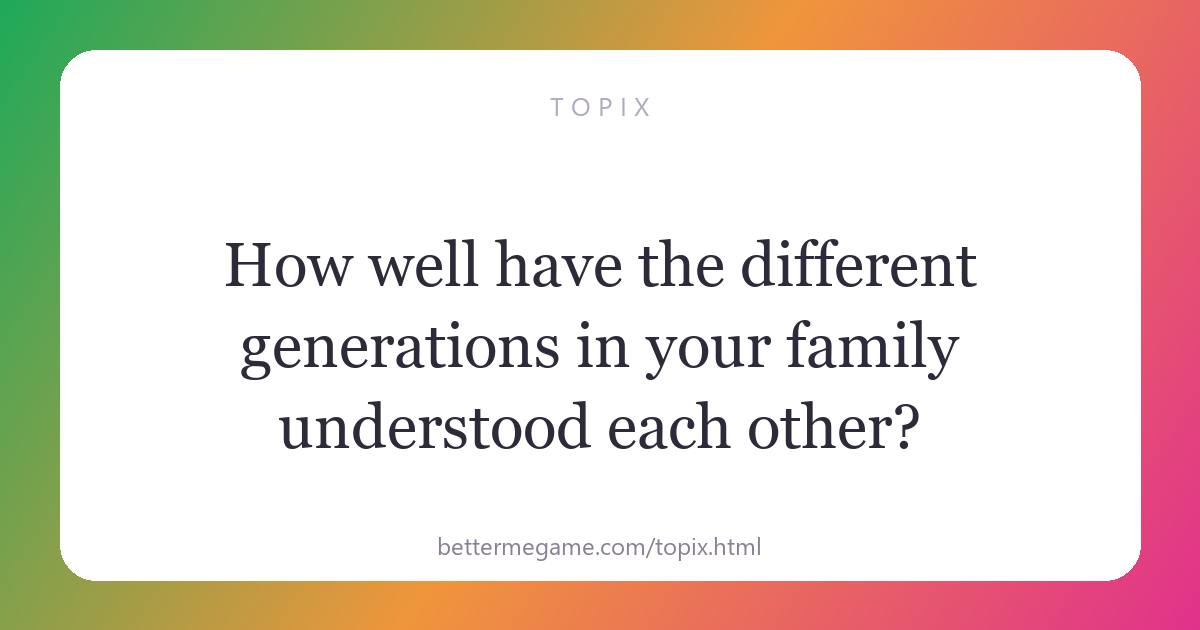 TOPIX
How well have the different
generations in your family
understood each other?
bettermegame.com/topix.html